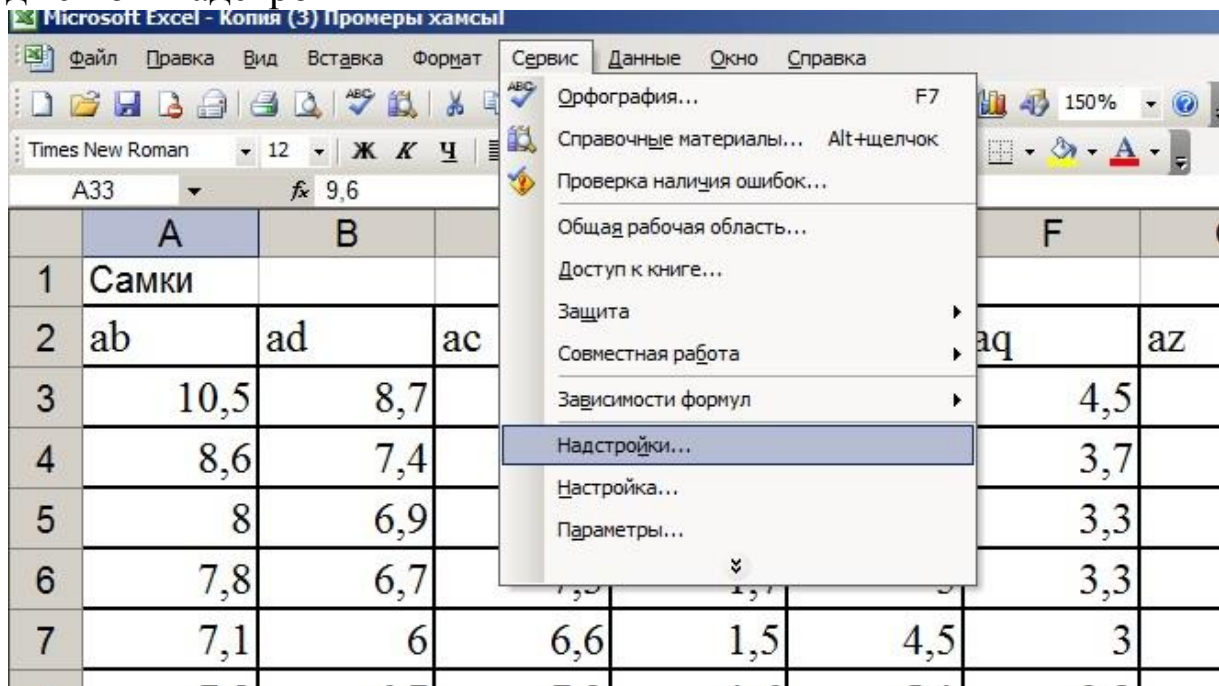 Microsoft Excel - Копия (3) Промеры хамсы
Файл Правка Вид Вставка Формат Сервис Данные Окно Справка
150%
Times New Roman 12 Ж К Ч
A33 fx 9,6
Орфография... F7
Справочные материалы... Alt+щелчок
Проверка наличия ошибок...
Общая рабочая область...
Доступ к книге...
Защита
Совместная работа
Зависимости формул
Надстройки...
Настройка...
Параметры...
A B F
1 Самки
2 ab ad ac aq az
3 10,5 8,7 4,5
4 8,6 7,4 3,7
5 8 6,9 3,3
6 7,8 6,7 3,3
7 7,1 6 6,6 1,5 4,5 3